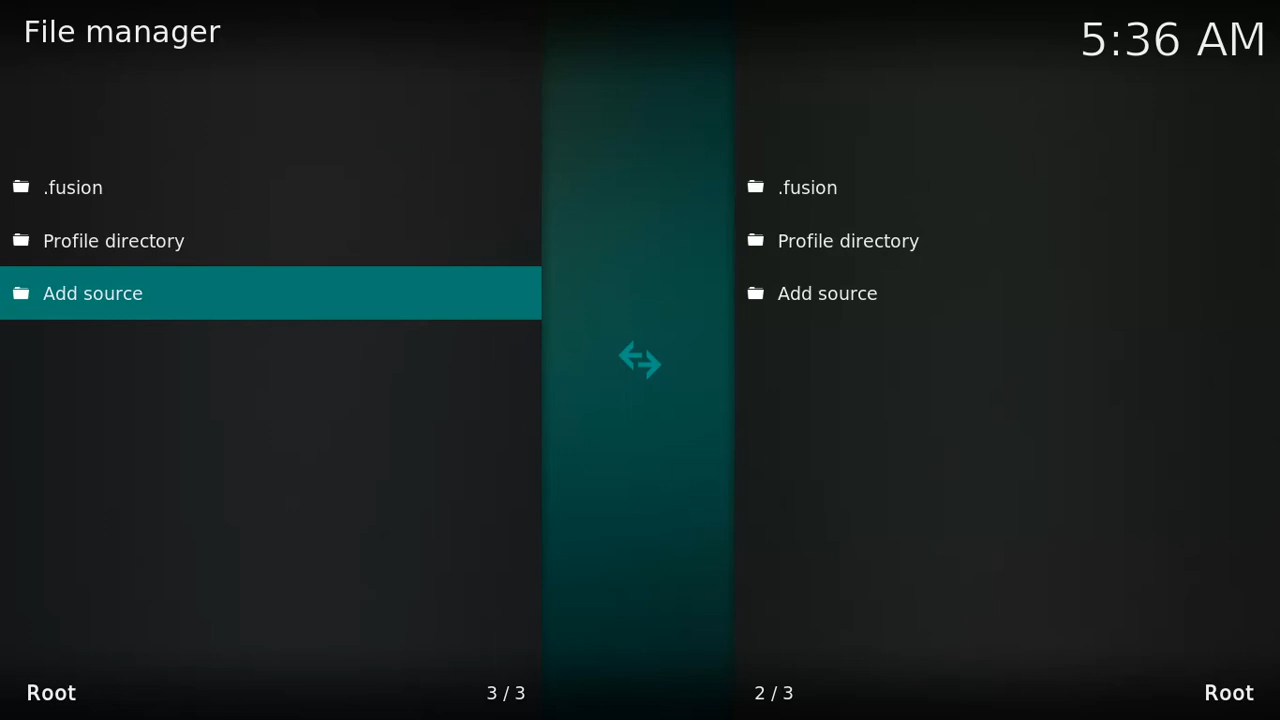 File manager
5:36 AM
.fusion
Profile directory
Add source
.fusion
Profile directory
Add source
Root
3 / 3
2 / 3
Root